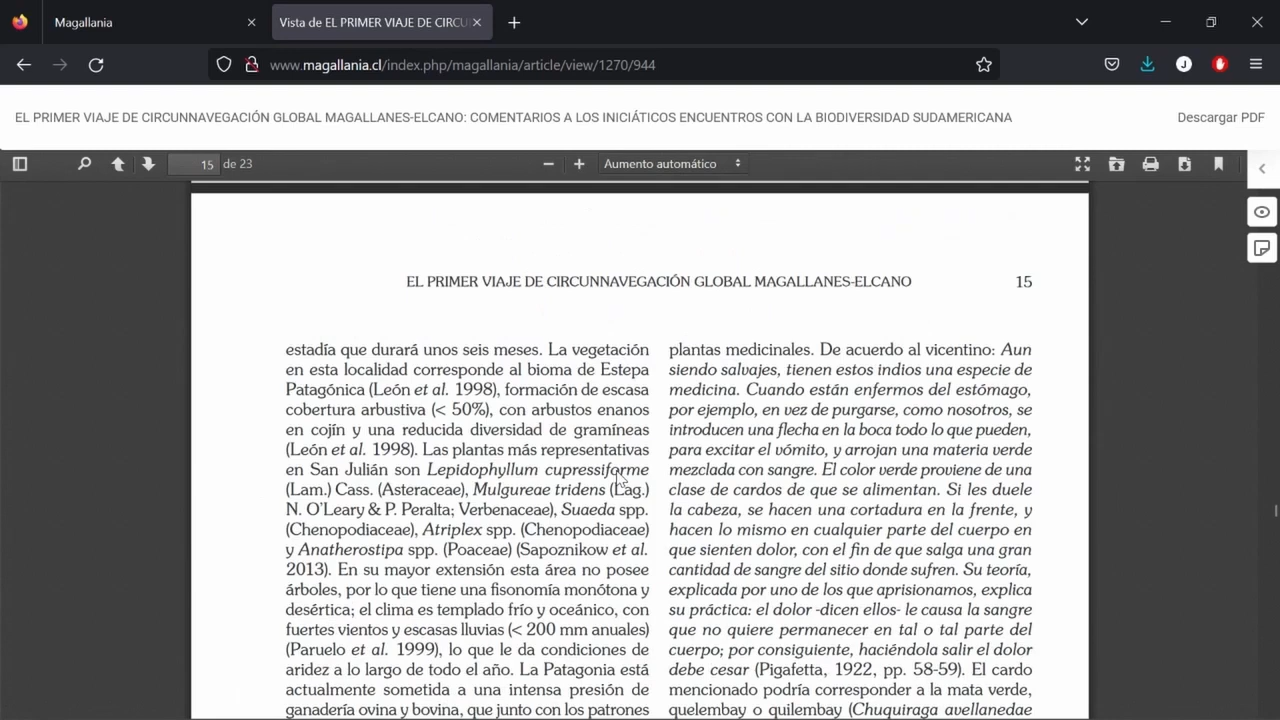 Magallania
Vista de EL PRIMER VIAJE DE CIRCU
www.magallania.cl/index.php/magallania/article/view/1270/944
J
EL PRIMER VIAJE DE CIRCUNNAVEGACIÓN GLOBAL MAGALLANES-ELCANO: COMENTARIOS A LOS INICIÁTICOS ENCUENTROS CON LA BIODIVERSIDAD SUDAMERICANA
Descargar PDF
15 de 23
Aumento automático
EL PRIMER VIAJE DE CIRCUNNAVEGACIÓN GLOBAL MAGALLANES-ELCANO
15
estadía que durará unos seis meses. La vegetación
en esta localidad corresponde al bioma de Estepa
Patagónica (León et al. 1998), formación de escasa
cobertura arbustiva (< 50%), con arbustos enanos
en cojín y una reducida diversidad de gramíneas
(León et al. 1998). Las plantas más representativas
en San Julián son Lepidophyllum cupressiforme
(Lam.) Cass. (Asteraceae), Mulgureae tridens (Lag.)
N. O'Leary & P. Peralta; Verbenaceae), Suaeda spp.
(Chenopodiaceae), Atriplex spp. (Chenopodiaceae)
y Anatherostipa spp. (Poaceae) (Sapoznikow et al.
2013). En su mayor extensión esta área no posee
árboles, por lo que tiene una fisonomía monótona y
desértica; el clima es templado frío y oceánico, con
fuertes vientos y escasas lluvias (< 200 mm anuales)
(Paruelo et al. 1999), lo que le da condiciones de
aridez a lo largo de todo el año. La Patagonia está
actualmente sometida a una intensa presión de
ganadería ovina y bovina, que junto con los patrones
plantas medicinales. De acuerdo al vicentino: Aun
siendo salvajes, tienen estos indios una especie de
medicina. Cuando están enfermos del estómago,
por ejemplo, en vez de purgarse, como nosotros, se
introducen una flecha en la boca todo lo que pueden,
para excitar el vómito, y arrojan una materia verde
mezclada con sangre. El color verde proviene de una
clase de cardos de que se alimentan. Si les duele
la cabeza, se hacen una cortadura en la frente, y
hacen lo mismo en cualquier parte del cuerpo en
que sienten dolor, con el fin de que salga una gran
cantidad de sangre del sitio donde sufren. Su teoría,
explicada por uno de los que aprisionamos, explica
su práctica: el dolor -dicen ellos- le causa la sangre
que no quiere permanecer en tal o tal parte del
cuerpo; por consiguiente, haciéndola salir el dolor
debe cesar (Pigafetta, 1922, pp. 58-59). El cardo
mencionado podría corresponder a la mata verde,
quelembay o quilembay (Chuquiraga avellanedae